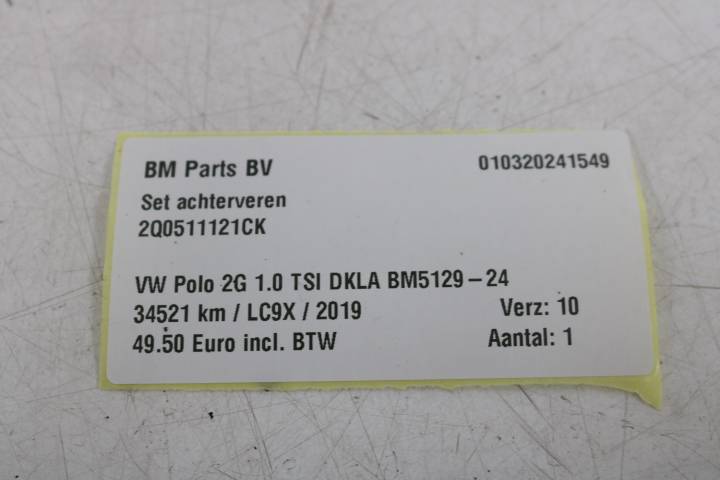 BM Parts BV 010320241549
Set achterveren
2Q0511121CK
VW Polo 2G 1.0 TSI DKLA BM5129-24
34521 km / LC9X / 2019 Verz: 10
49.50 Euro incl. BTW Aantal: 1